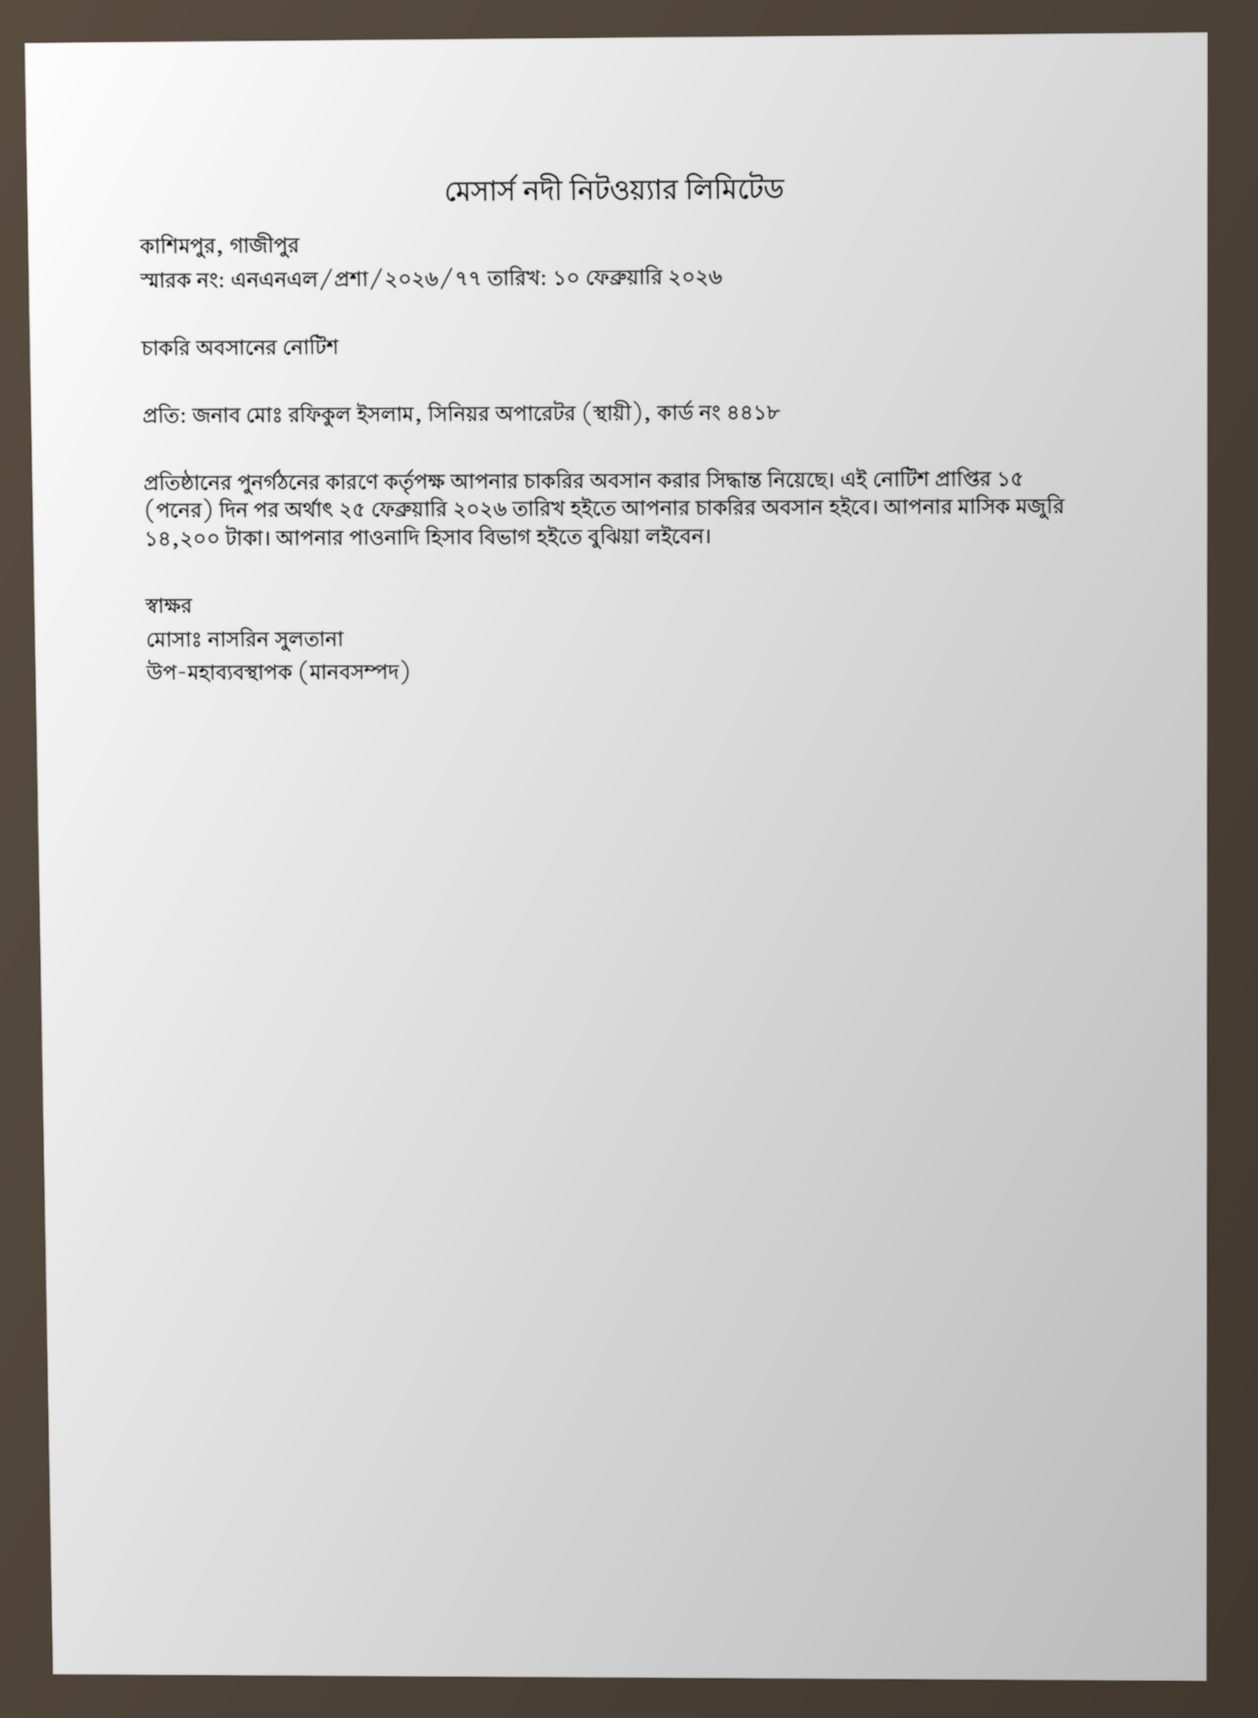 মেসার্স নদী নিটওয়্যার লিমিটেড
কাশিমপুর, গাজীপুর
স্মারক নং: এনএনএল/প্রশা/২০২৬/৭৭ তারিখ: ১০ ফেব্রুয়ারি ২০২৬
চাকরি অবসানের নোটিশ
প্রতি: জনাব মোঃ রফিকুল ইসলাম, সিনিয়র অপারেটর (স্থায়ী), কার্ড নং ৪৪১৮
প্রতিষ্ঠানের পুনর্গঠনের কারণে কর্তৃপক্ষ আপনার চাকরির অবসান করার সিদ্ধান্ত নিয়েছে। এই নোটিশ প্রাপ্তির ১৫
(পনের) দিন পর অর্থাৎ ২৫ ফেব্রুয়ারি ২০২৬ তারিখ হইতে আপনার চাকরির অবসান হইবে। আপনার মাসিক মজুরি
১৪,২০০ টাকা। আপনার পাওনাদি হিসাব বিভাগ হইতে বুঝিয়া লইবেন।
স্বাক্ষর
মোসাঃ নাসরিন সুলতানা
উপ-মহাব্যবস্থাপক (মানবসম্পদ)